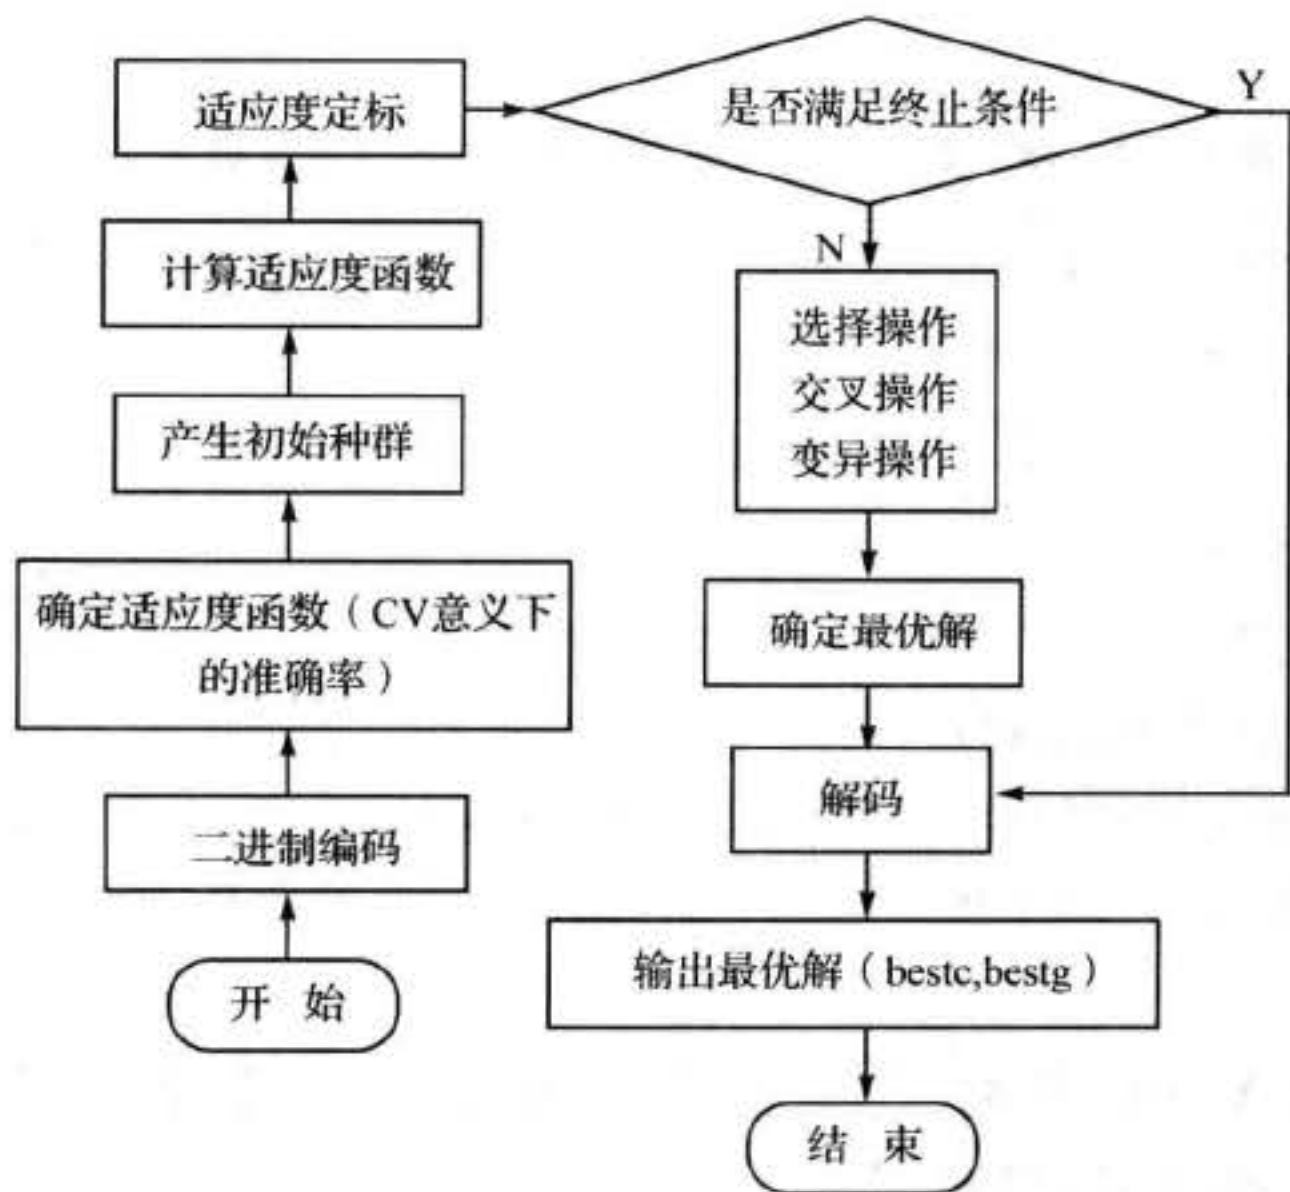 适应度定标
是否满足终止条件
Y
计算适应度函数
N
选择操作
交叉操作
变异操作
产生初始种群
确定适应度函数（CV意义下
的准确率）
确定最优解
二进制编码
解码
输出最优解（bestc,bestg）
开 始
结 束